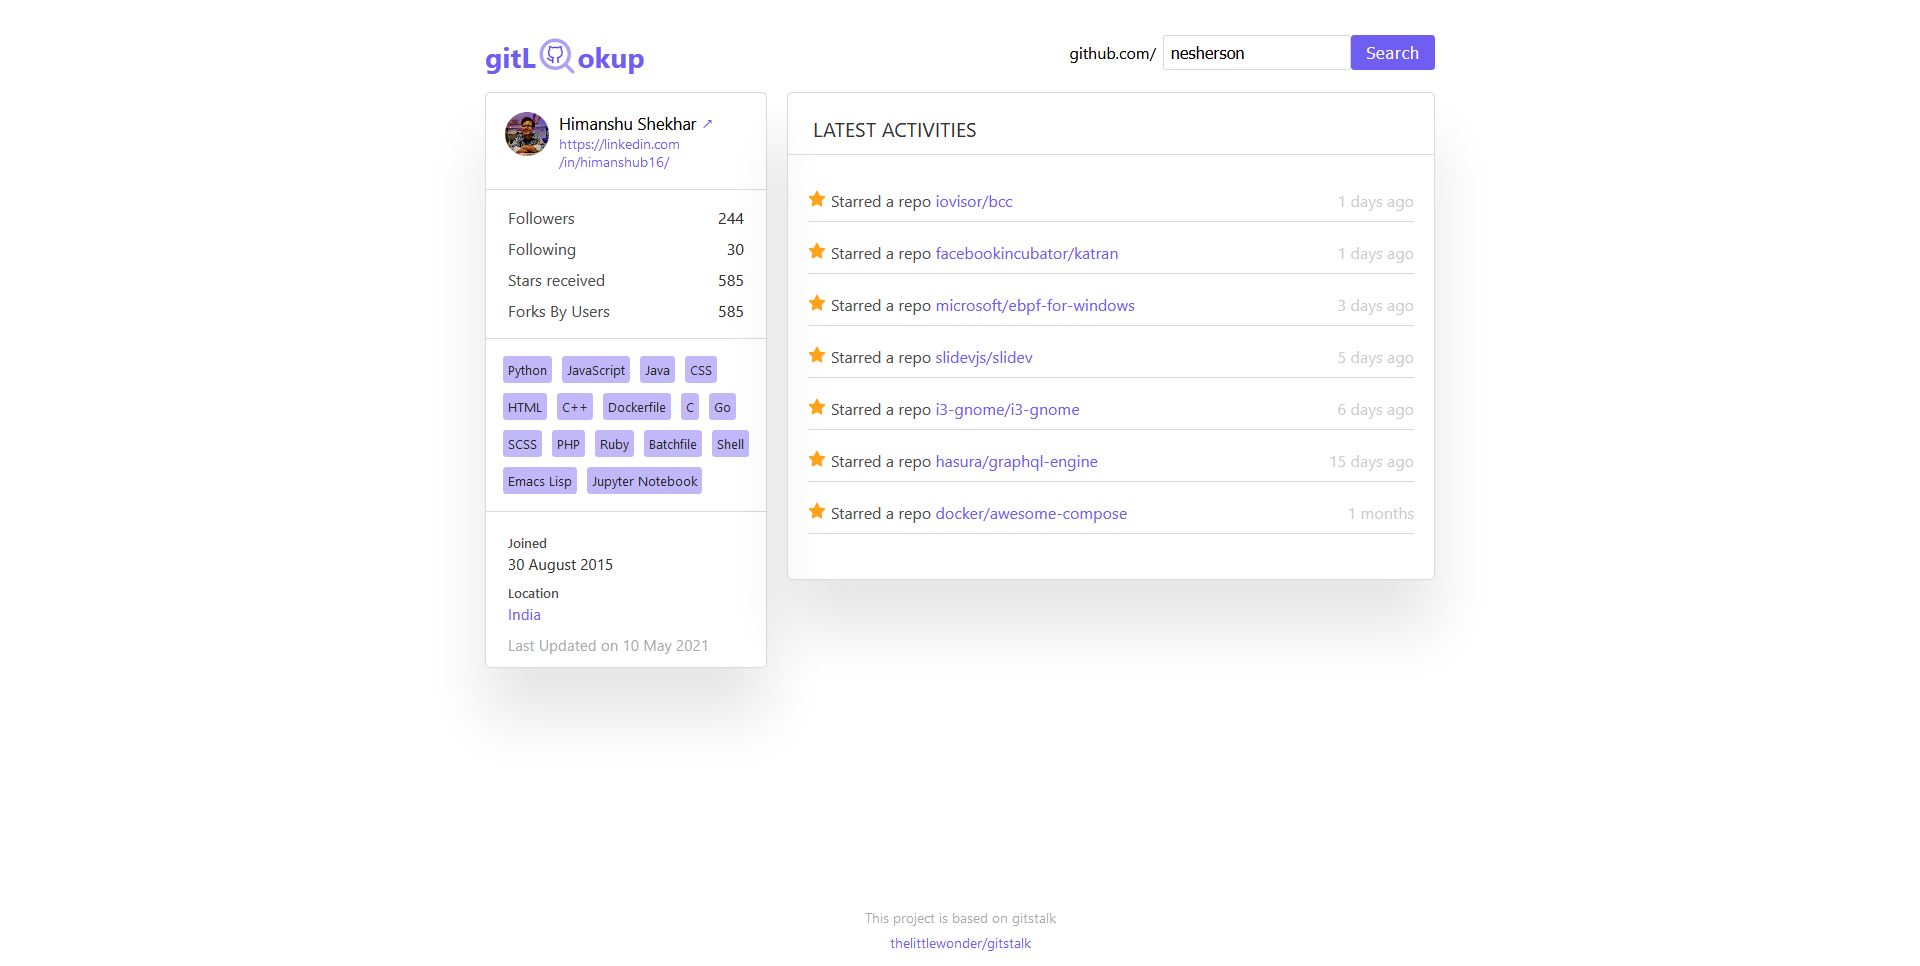 gitL okup
github.com/ nesherson Search
Himanshu Shekhar ↗
https://linkedin.com
/in/himanshub16/
Followers 244
Following 30
Stars received 585
Forks By Users 585
Python JavaScript Java CSS
HTML C++ Dockerfile C Go
SCSS PHP Ruby Batchfile Shell
Emacs Lisp Jupyter Notebook
Joined
30 August 2015
Location
India
Last Updated on 10 May 2021
LATEST ACTIVITIES
Starred a repo iovisor/bcc 1 days ago
Starred a repo facebookincubator/katran 1 days ago
Starred a repo microsoft/ebpf-for-windows 3 days ago
Starred a repo slidevjs/slidev 5 days ago
Starred a repo i3-gnome/i3-gnome 6 days ago
Starred a repo hasura/graphql-engine 15 days ago
Starred a repo docker/awesome-compose 1 months
This project is based on gitstalk
thelittlewonder/gitstalk